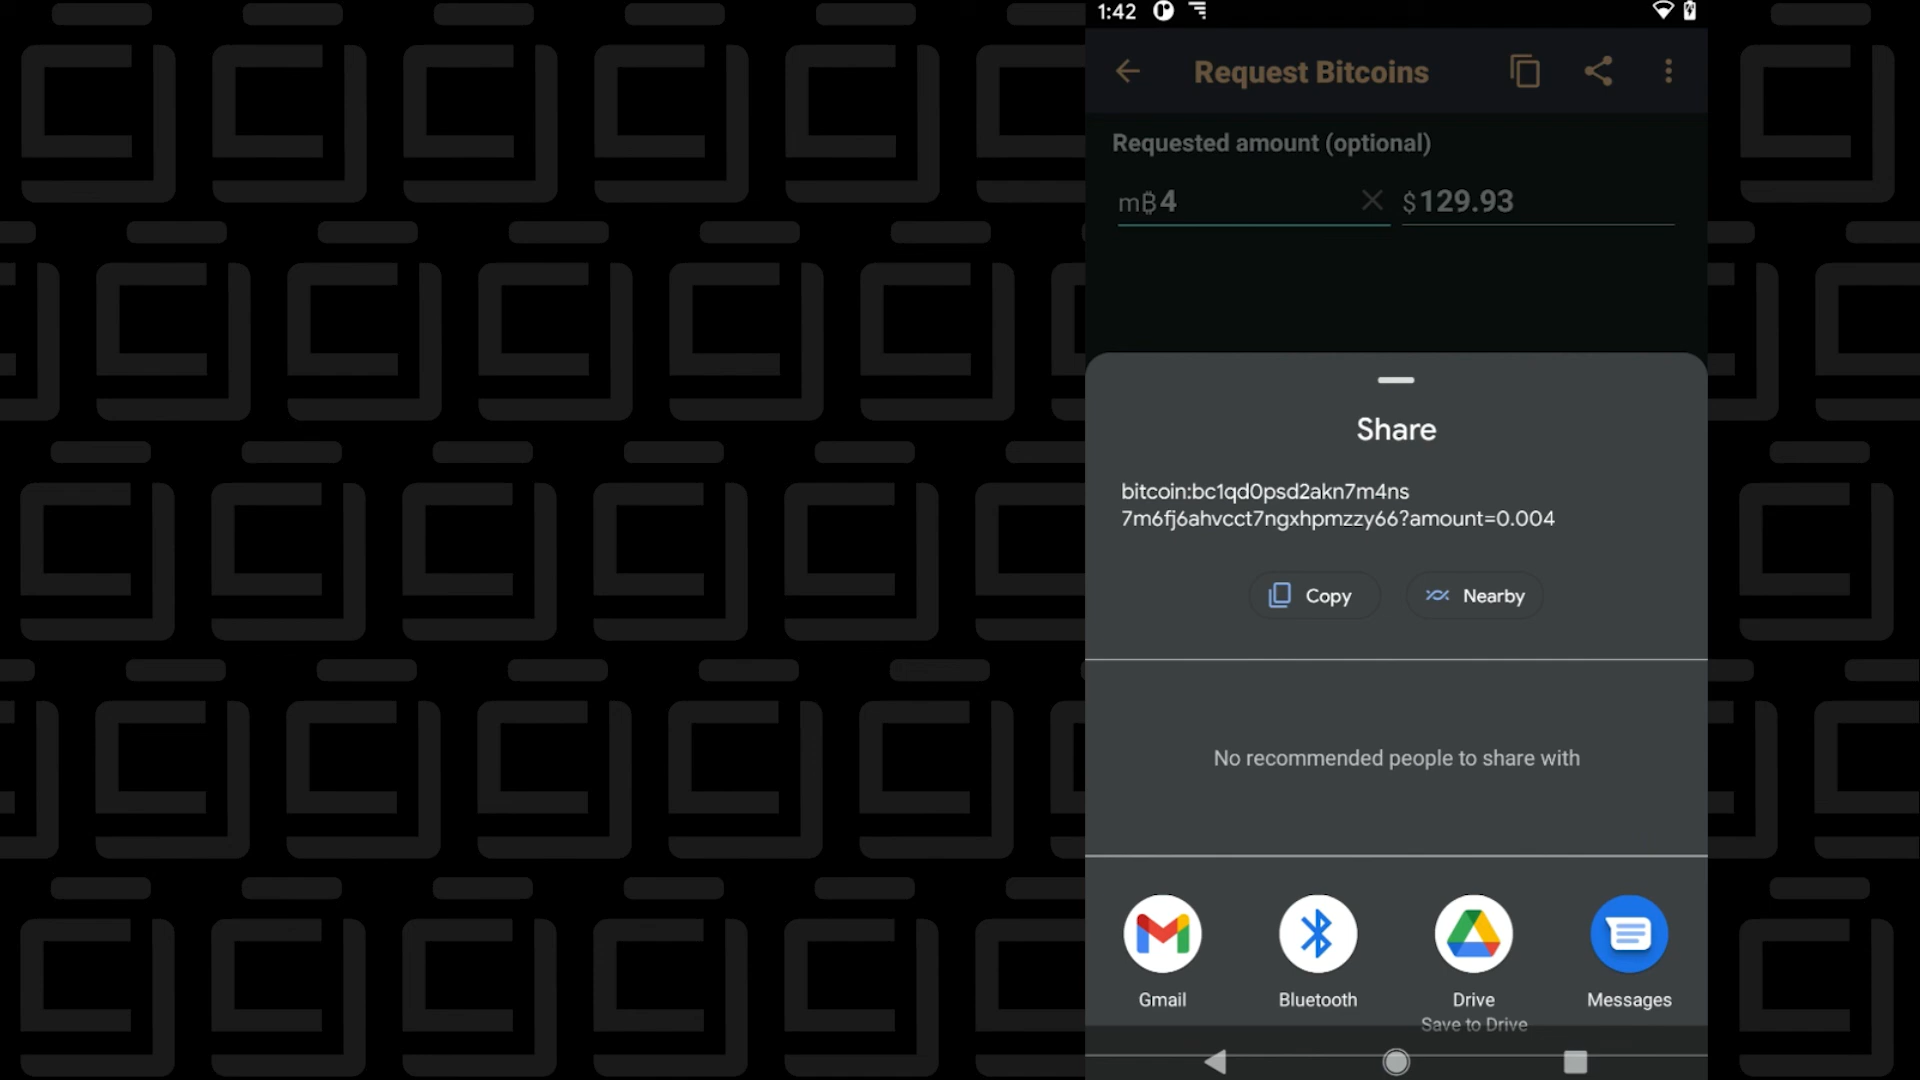 1:42
Request Bitcoins
Requested amount (optional)
m₿4
$129.93
Share
bitcoin:bc1qd0psd2akn7m4ns
7m6fj6ahvcct7ngxhpmzzy66?amount=0.004
Copy
Nearby
No recommended people to share with
Gmail
Bluetooth
Drive
Messages
Save to Drive